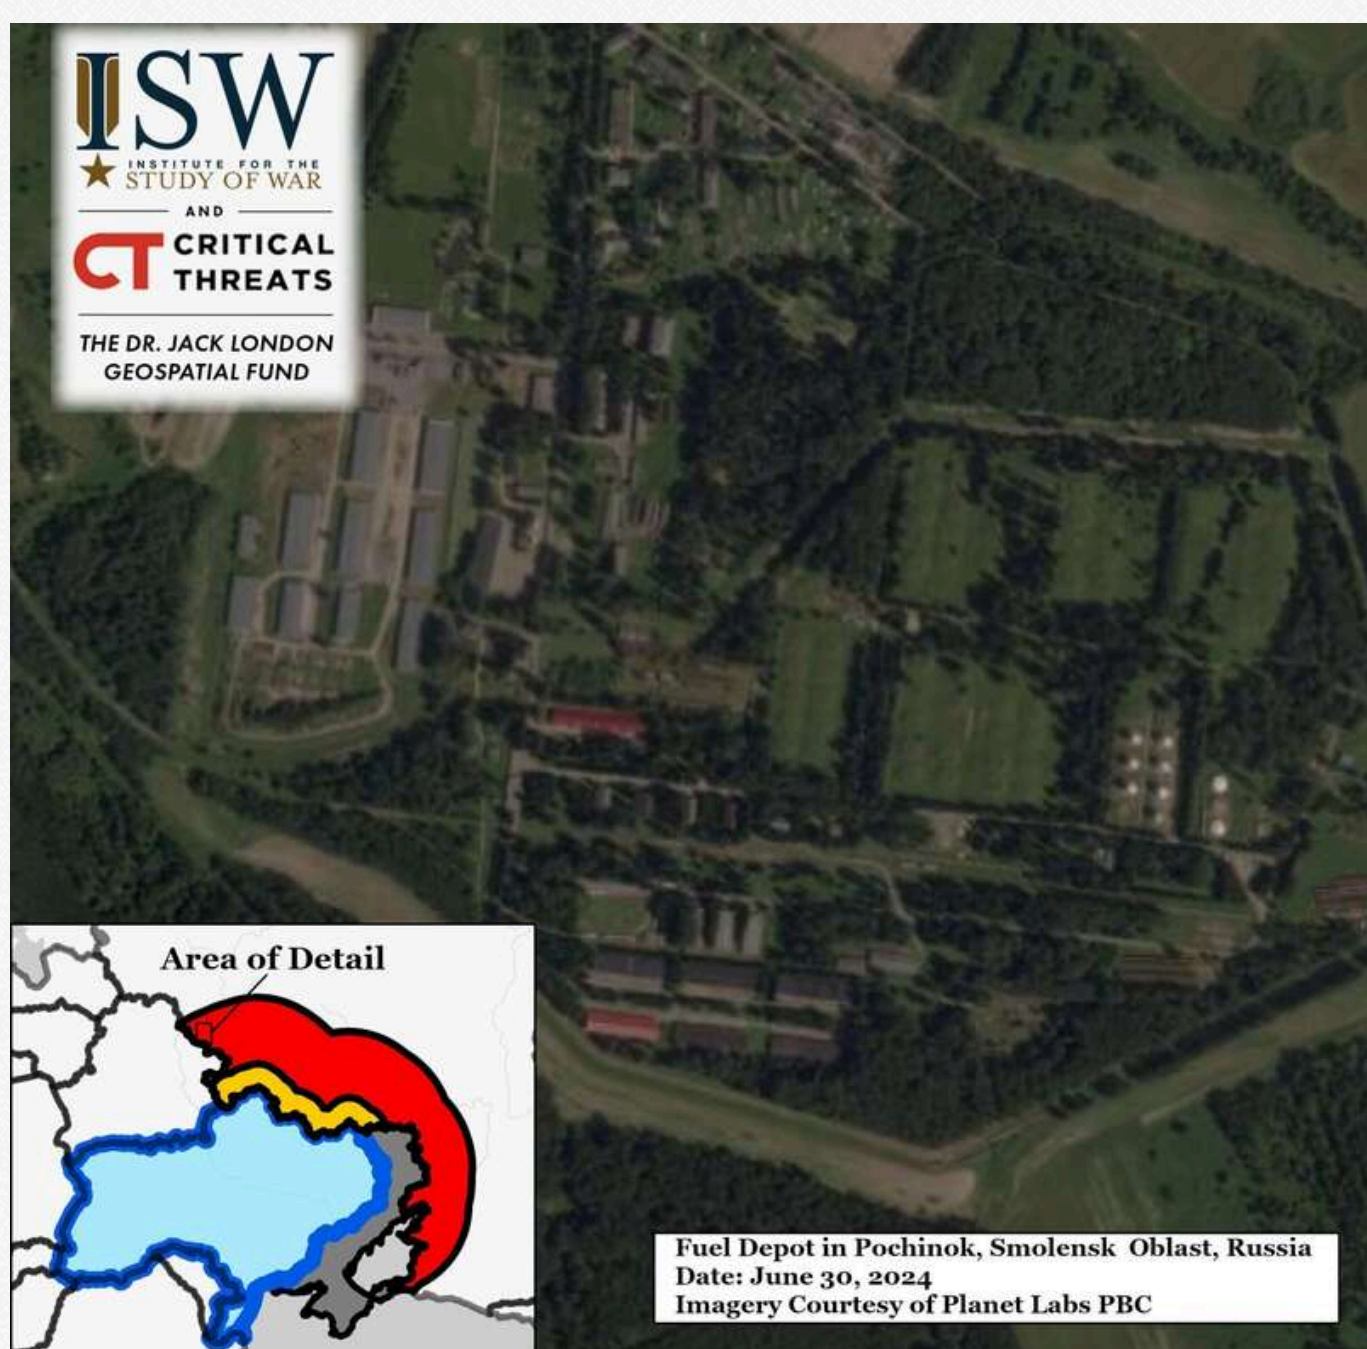 ISW
INSTITUTE FOR THE
STUDY OF WAR
AND
CT CRITICAL
THREATS
THE DR. JACK LONDON
GEOSPATIAL FUND
Area of Detail
Fuel Depot in Pochinok, Smolensk Oblast, Russia
Date: June 30, 2024
Imagery Courtesy of Planet Labs PBC